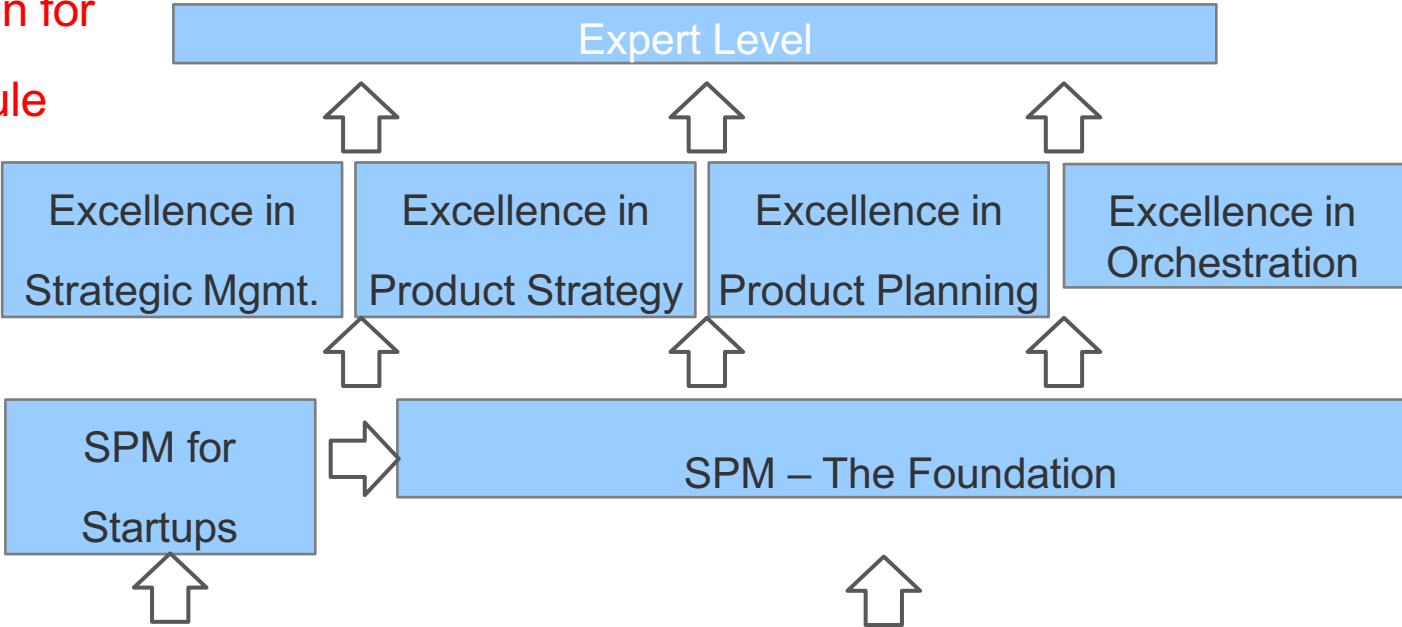 for
Expert Level
Excellence in
Strategic Mgmt.
Excellence in
Product Strategy
Excellence in
Product Planning
Excellence in
Orchestration
SPM for
Startups
SPM – The Foundation